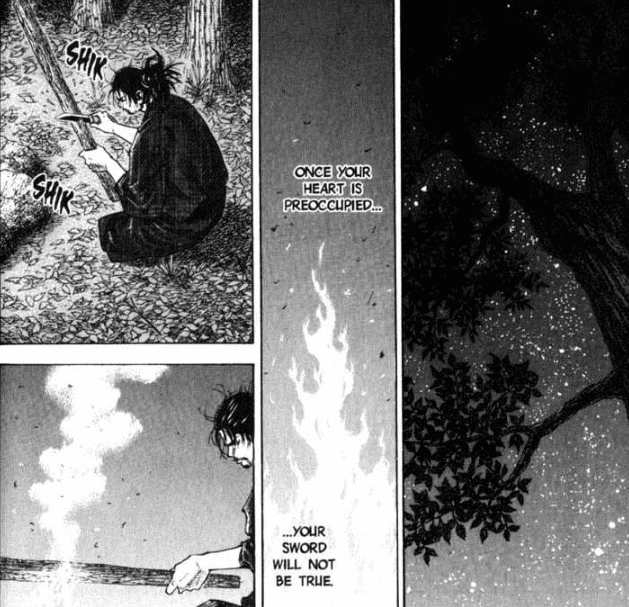 SHIK
SHIK
ONCE YOUR
HEART IS
PREOCCUPIED...
...YOUR
SWORD
WILL NOT
BE TRUE.